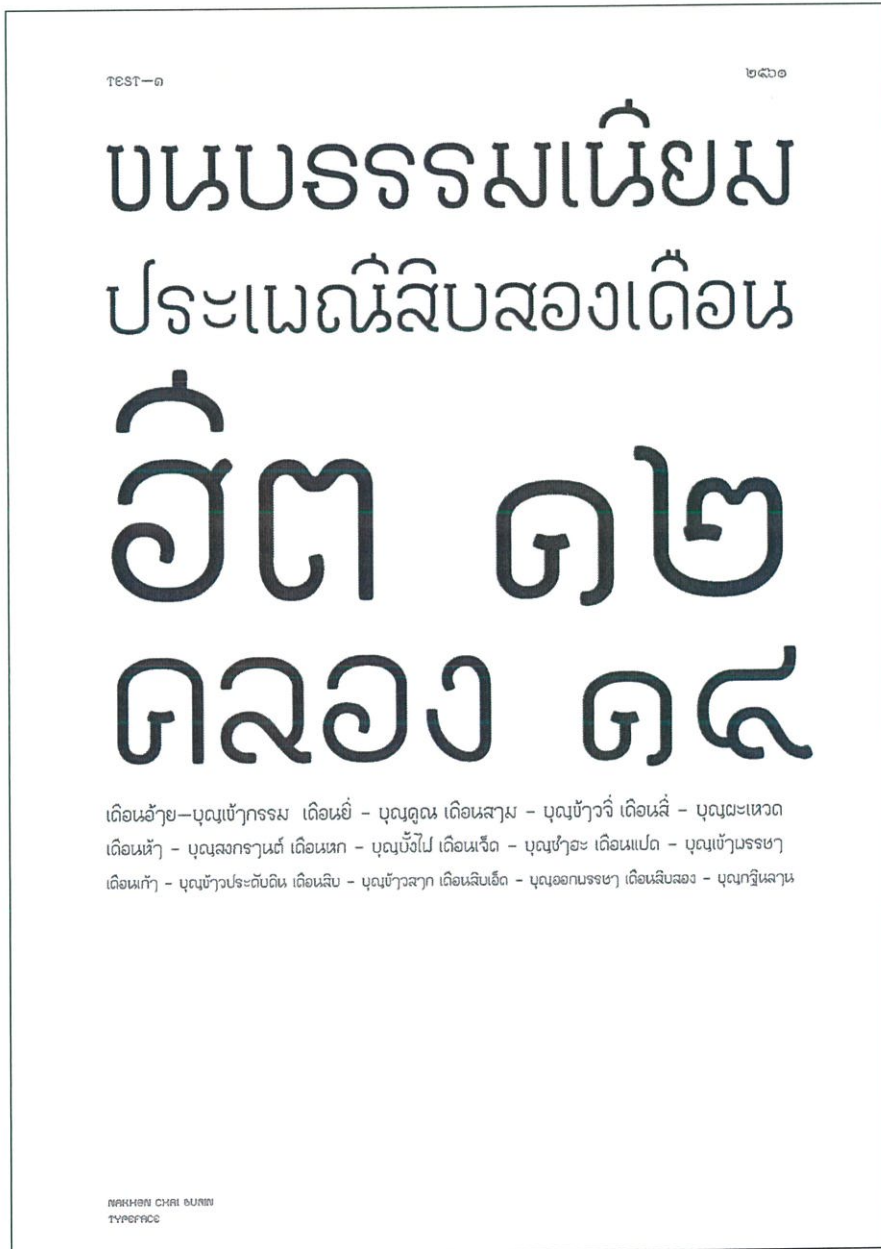 TEST—๑
๒๕๖๑
ขนบธรรมเนียม
ประเพณีสิบสองเดือน
ฮีต ๑๒
คลอง ๑๔
เดือนอ้าย—บุญเข้ากรรม เดือนยี่ - บุญคูณ เดือนสาม - บุญข้าวจี่ เดือนสี่ - บุญผะเหวด
เดือนห้า - บุญสงกรานต์ เดือนหก - บุญบั้งไฟ เดือนเจ็ด - บุญซำฮะ เดือนแปด - บุญเข้าพรรษา
เดือนเก้า - บุญข้าวประดับดิน เดือนสิบ - บุญข้าวสาก เดือนสิบเอ็ด - บุญออกพรรษา เดือนสิบสอง - บุญกฐินลาน
NAKHON CHAI BURIN
TYPEFACE